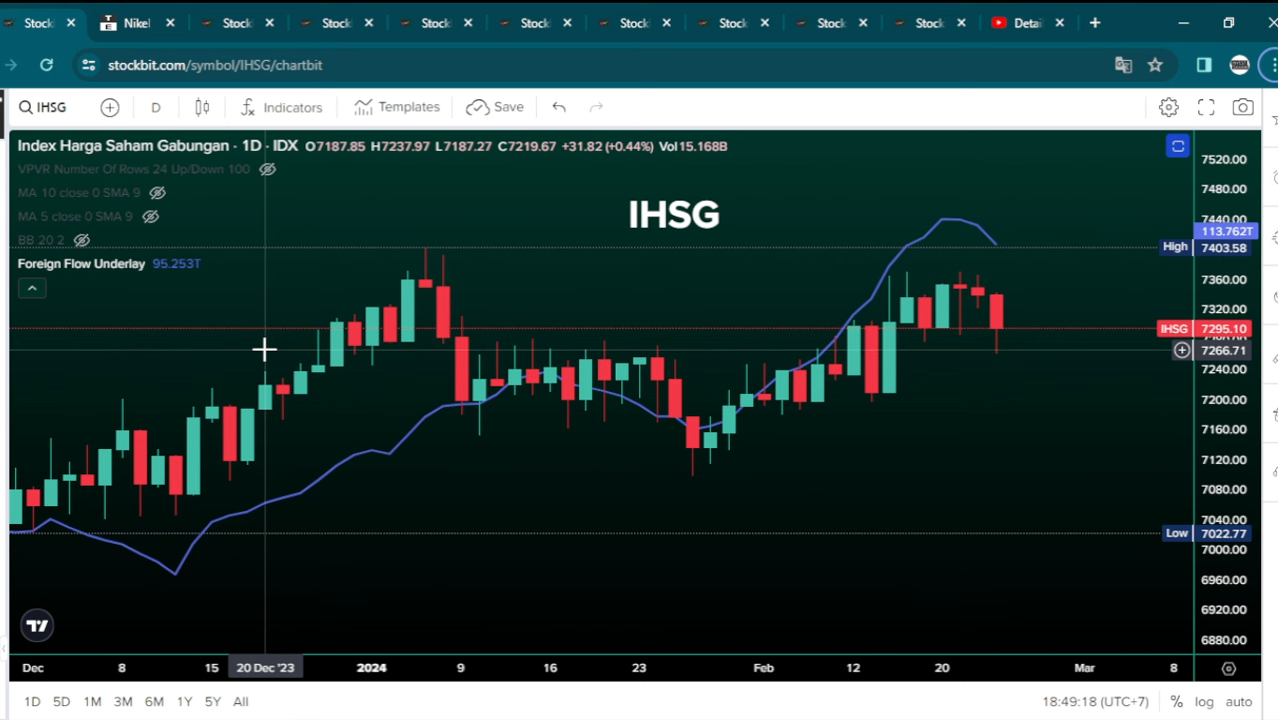 Stock Nikel Stock Stock Stock Stock Stock Stock Stock Stock Detai
stockbit.com/symbol/IHSG/chartbit
IHSG D Indicators Templates Save
Index Harga Saham Gabungan · 1D · IDX O7187.85 H7237.97 L7187.27 C7219.67 +31.82 (+0.44%) Vol15.168B
VPVR Number Of Rows 24 Up/Down 100
MA 10 close 0 SMA 9
MA 5 close 0 SMA 9
BB 20 2
Foreign Flow Underlay 95.253T
IHSG
7520.00
7480.00
7440.00
113.762T
High 7403.58
7360.00
7320.00
IHSG 7295.10
7266.71
7240.00
7200.00
7160.00
7120.00
7080.00
7040.00
Low 7022.77
7000.00
6960.00
6920.00
6880.00
Dec 8 15 20 Dec '23 2024 9 16 23 Feb 12 20 Mar 8
1D 5D 1M 3M 6M 1Y 5Y All 18:49:18 (UTC+7) % log auto